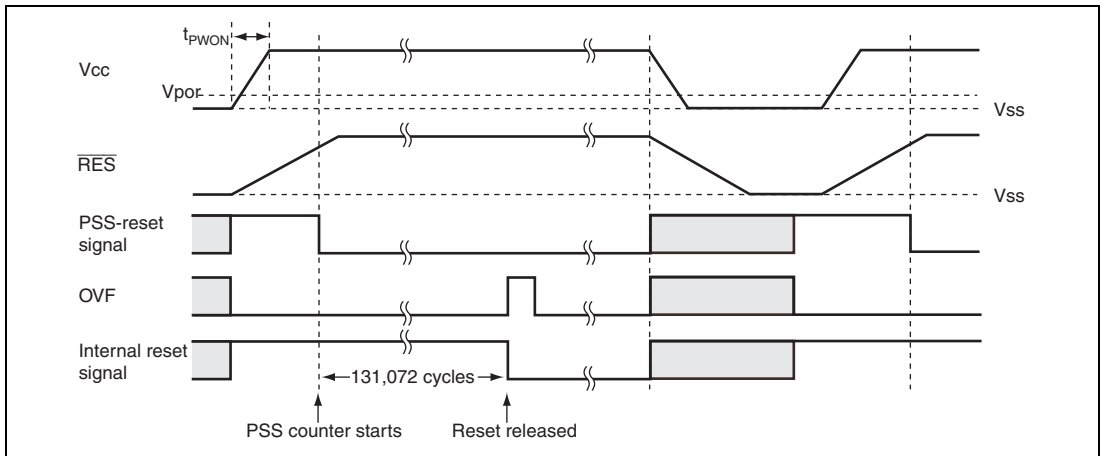 tPWON
Vcc
Vpor
Vss
RES
Vss
PSS-reset
signal
OVF
Internal reset
signal
131,072 cycles
PSS counter starts
Reset released